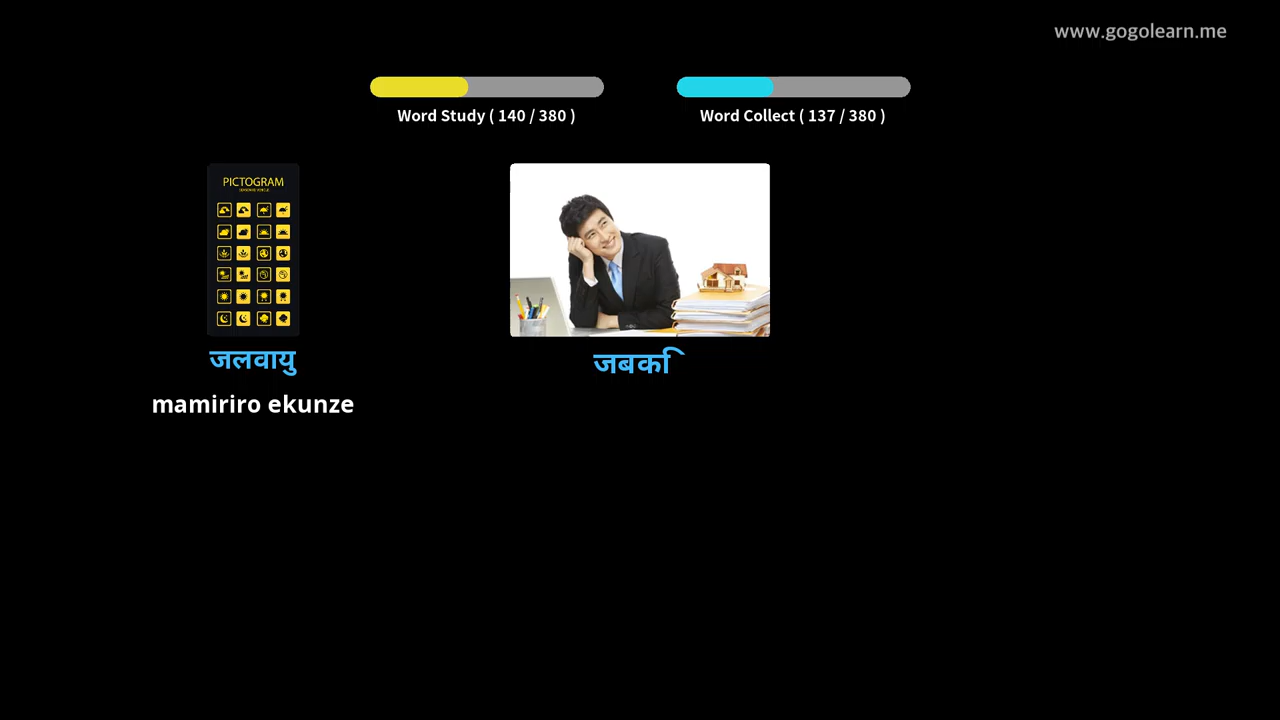 www.gogolearn.me
Word Study ( 140 / 380 )
Word Collect ( 137 / 380 )
PICTOGRAM
जलवायु
जबकि
mamiriro ekunze